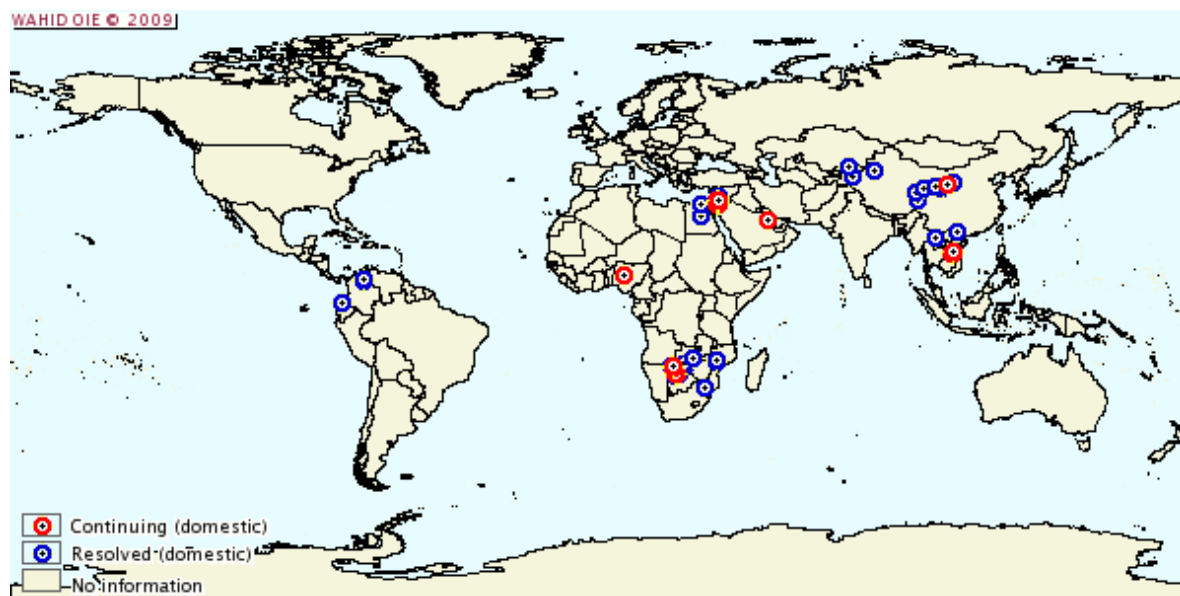 WAHID OIE © 2009
Continuing (domestic)
Resolved (domestic)
No information